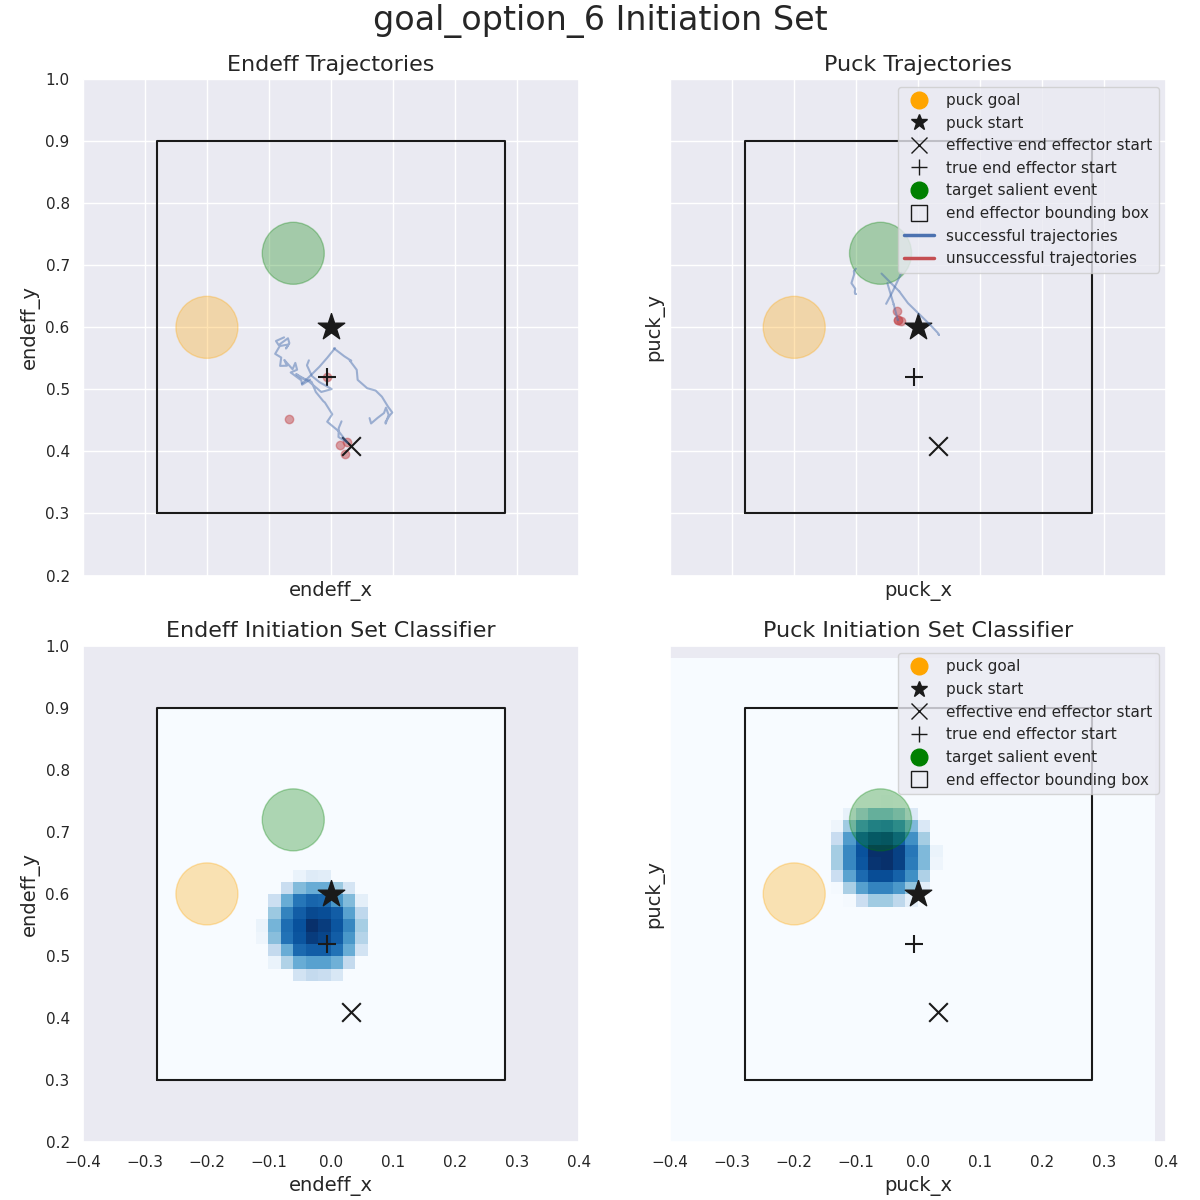 goal_option_6 Initiation Set
Endeff Trajectories
1.0
0.9
0.8
0.7
0.6
0.5
0.4
0.3
0.2
endeff_y
endeff_x
Puck Trajectories
puck goal
puck start
effective end effector start
true end effector start
target salient event
end effector bounding box
successful trajectories
unsuccessful trajectories
puck_y
puck_x
Endeff Initiation Set Classifier
1.0
0.9
0.8
0.7
0.6
0.5
0.4
0.3
0.2
endeff_y
−0.4 −0.3 −0.2 −0.1 0.0 0.1 0.2 0.3 0.4
endeff_x
Puck Initiation Set Classifier
puck goal
puck start
effective end effector start
true end effector start
target salient event
end effector bounding box
puck_y
−0.4 −0.3 −0.2 −0.1 0.0 0.1 0.2 0.3 0.4
puck_x